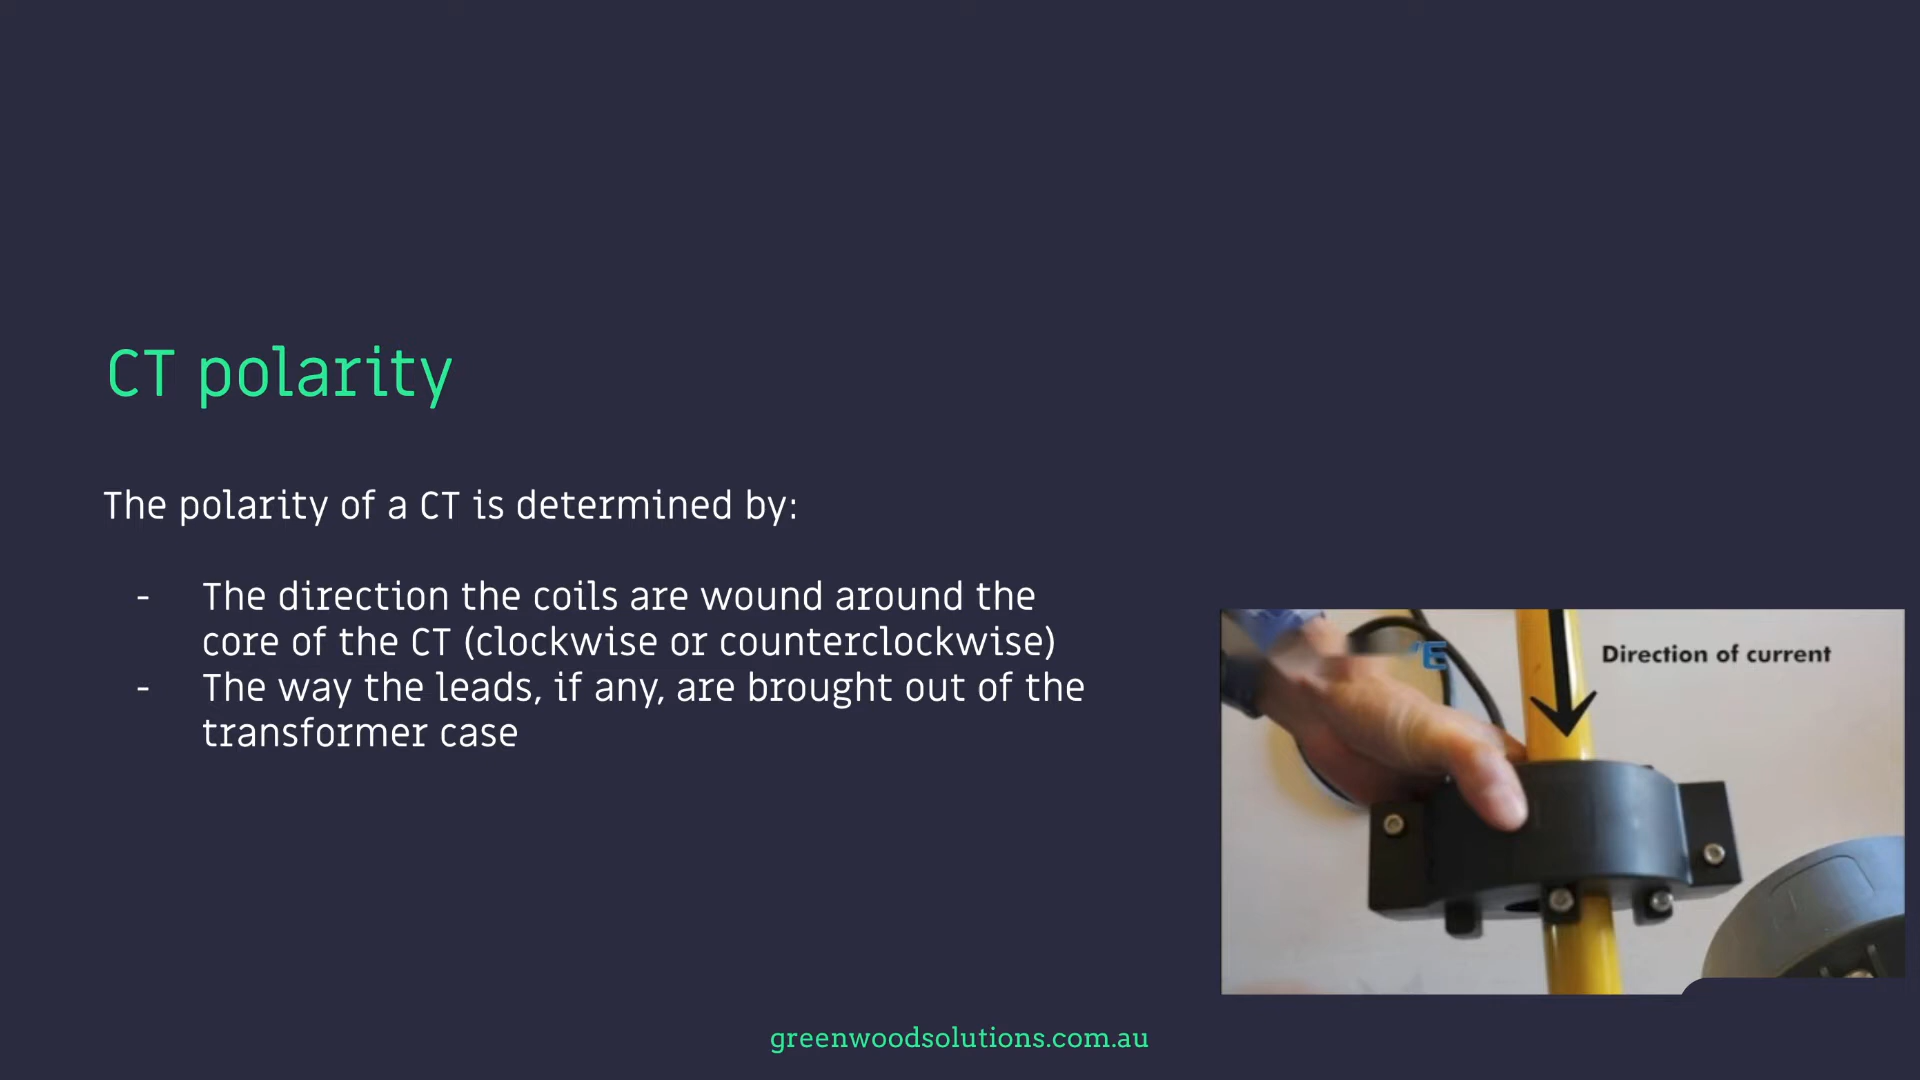 CT polarity
The polarity of a CT is determined by:
- The direction the coils are wound around the
core of the CT (clockwise or counterclockwise)
- The way the leads, if any, are brought out of the
transformer case
Direction of current
greenwoodsolutions.com.au